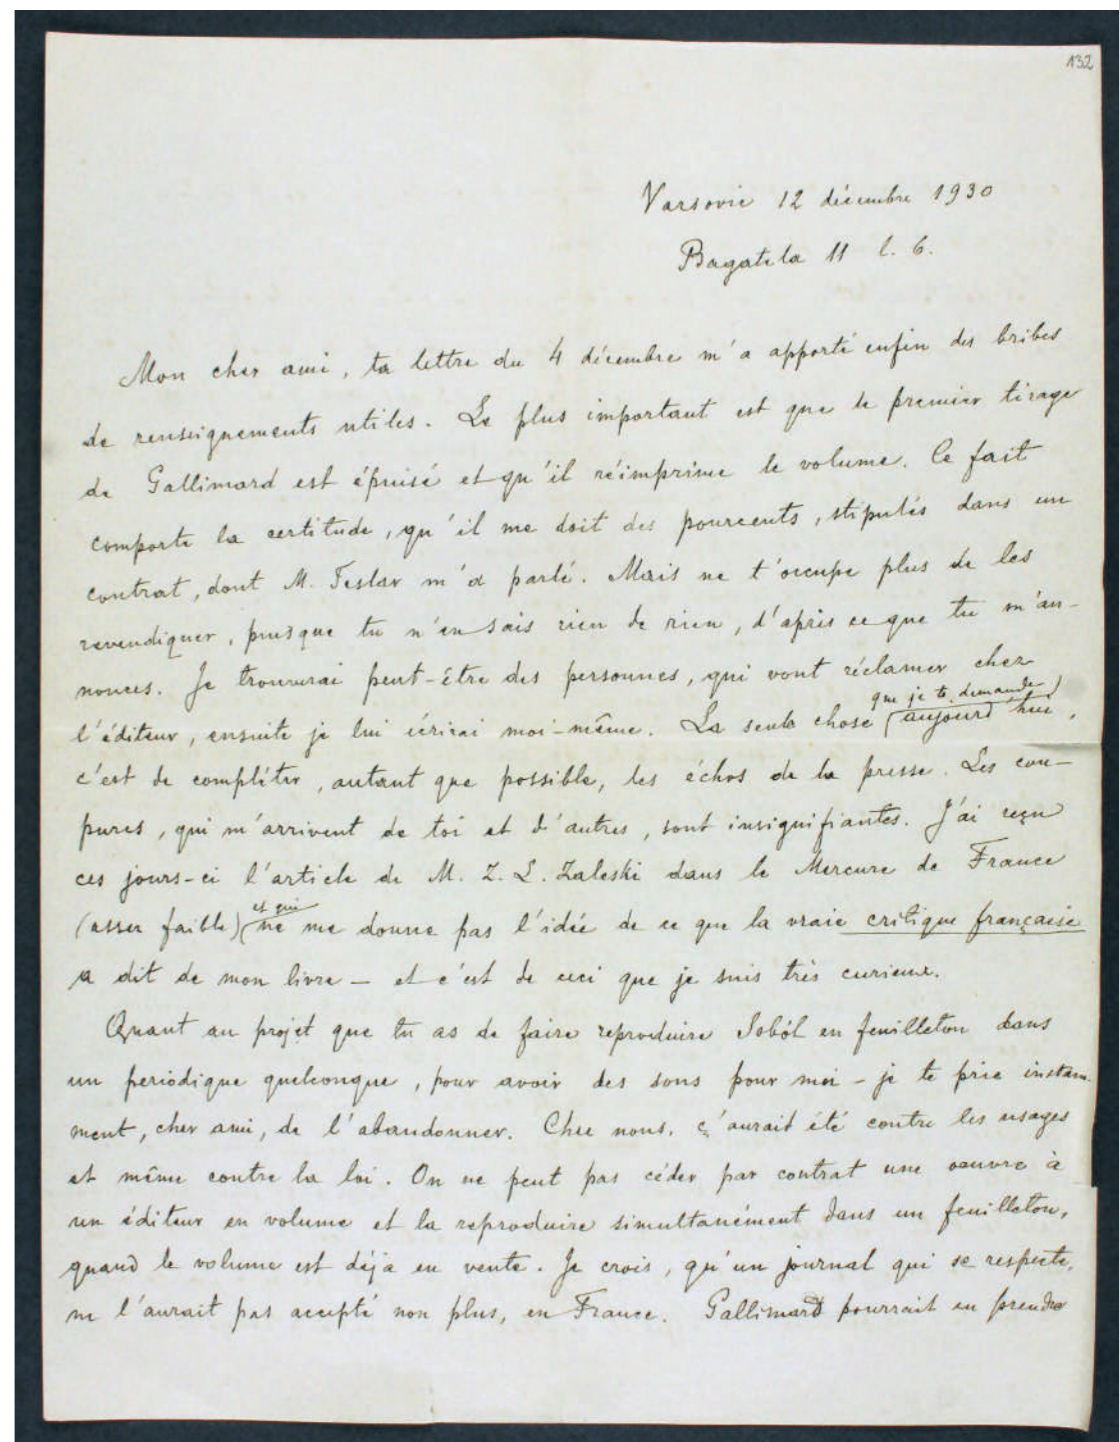 132
Varsovie 12 décembre 1930
Bagatela 11 l. 6.
Mon cher ami, ta lettre du 4 décembre m'a apporté enfin des bribes
de renseignements utiles. Le plus important est que le premier tirage
de Gallimard est épuisé et qu'il réimprime le volume. Ce fait
comporte la certitude, qu'il me doit des pourcents, stipulés dans un
contrat, dont M. Teslar m'a parlé. Mais ne t'occupe plus de les
revendiquer, puisque tu n'en sais rien de rien, d'après ce que tu m'an-
nonces. Je trouverai peut-être des personnes, qui vont réclamer chez
l'éditeur, ensuite je lui écrirai moi-même. La seule chose que je te demande aujourd'hui,
c'est de compléter, autant que possible, les échos de la presse. Les cou-
pures, qui m'arrivent de toi et d'autres, sont insignifiantes. J'ai reçu
ces jours-ci l'article de M. Z. L. Zaleski dans le Mercure de France
(assez faible) et qui ne me donne pas l'idée de ce que la vraie critique française
a dit de mon livre – et c'est de ceci que je suis très curieux.
Quant au projet que tu as de faire reproduire Soból en feuilleton dans
un periòdique quelconque, pour avoir des sous pour moi – je te prie instam-
ment, cher ami, de l'abandonner. Chez nous, ç'aurait été contre les usages
et même contre la loi. On ne peut pas céder par contrat une oeuvre à
un éditeur en volume et la reproduire simultanément dans un feuilleton,
quand le volume est déja en vente. Je crois, qu'un journal qui se respecte,
ne l'aurait pas accepté non plus, en France. Gallimard pourrait en prendre